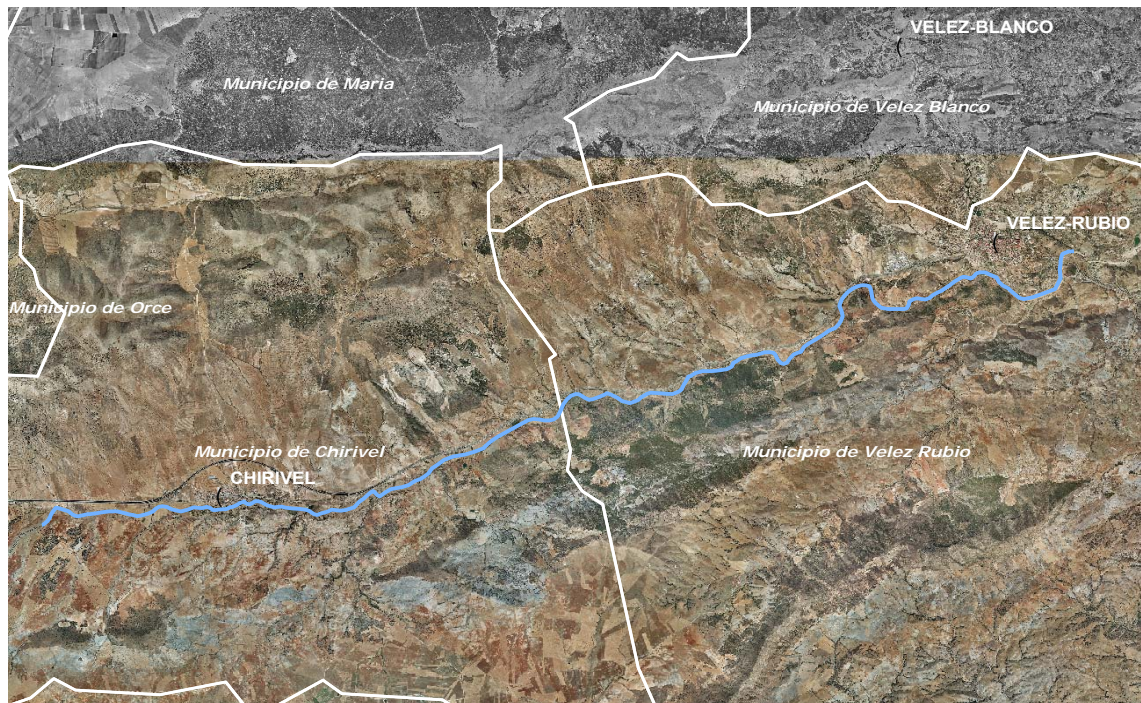 VELEZ-BLANCO
Municipio de Maria
Municipio de Velez Blanco
VELEZ-RUBIO
Municipio de Orce
Municipio de Chirivel
Municipio de Velez Rubio
CHIRIVEL